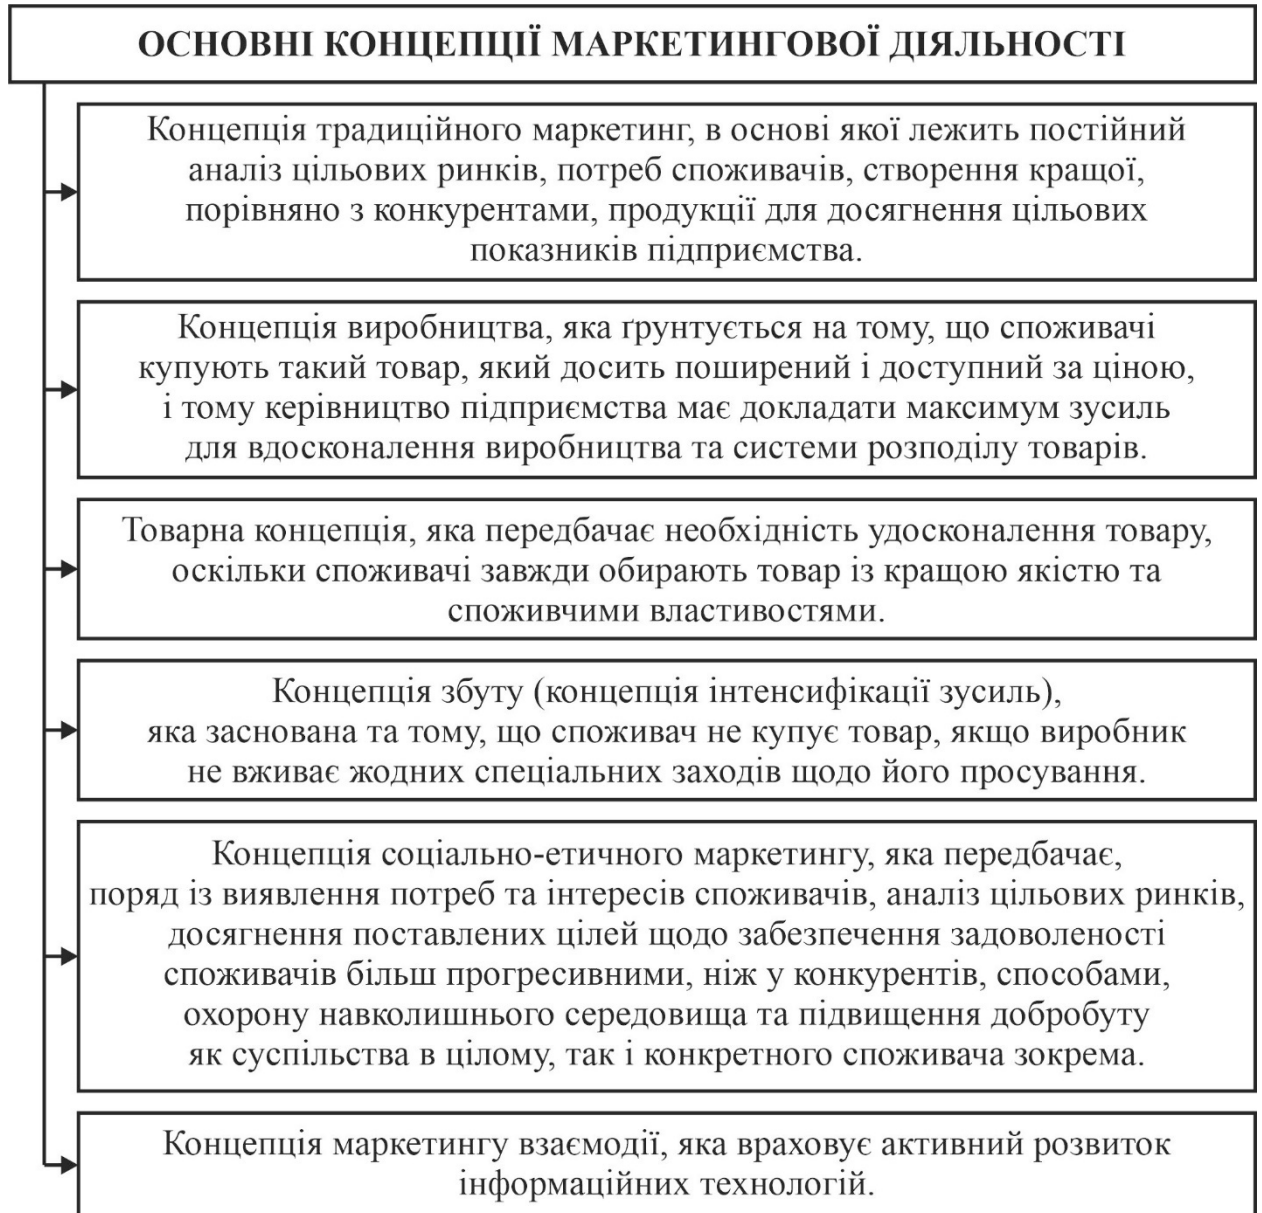 ОСНОВНІ КОНЦЕПЦІЇ МАРКЕТИНГОВОЇ ДІЯЛЬНОСТІ
Концепція традиційного маркетинг, в основі якої лежить постійний
аналіз цільових ринків, потреб споживачів, створення кращої,
порівняно з конкурентами, продукції для досягнення цільових
показників підприємства.
Концепція виробництва, яка ґрунтується на тому, що споживачі
купують такий товар, який досить поширений і доступний за ціною,
і тому керівництво підприємства має докладати максимум зусиль
для вдосконалення виробництва та системи розподілу товарів.
Товарна концепція, яка передбачає необхідність удосконалення товару,
оскільки споживачі завжди обирають товар із кращою якістю та
споживчими властивостями.
Концепція збуту (концепція інтенсифікації зусиль),
яка заснована та тому, що споживач не купує товар, якщо виробник
не вживає жодних спеціальних заходів щодо його просування.
Концепція соціально-етичного маркетингу, яка передбачає,
поряд із виявлення потреб та інтересів споживачів, аналіз цільових ринків,
досягнення поставлених цілей щодо забезпечення задоволеності
споживачів більш прогресивними, ніж у конкурентів, способами,
охорону навколишнього середовища та підвищення добробуту
як суспільства в цілому, так і конкретного споживача зокрема.
Концепція маркетингу взаємодії, яка враховує активний розвиток
інформаційних технологій.